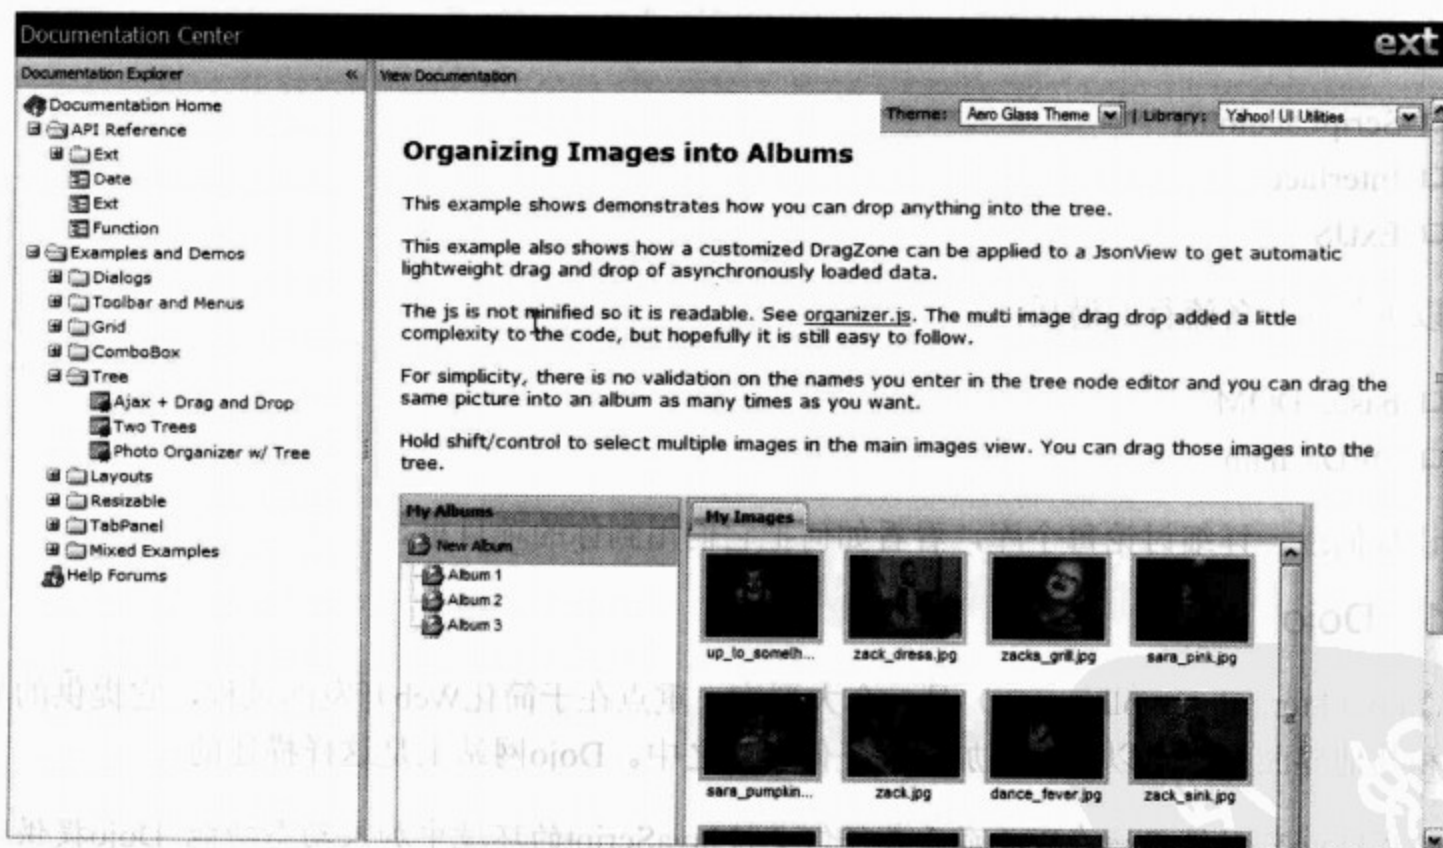 Documentation Center
ext
Documentation Explorer
«
View Documentation
Documentation Home
API Reference
Ext
Date
Ext
Function
Examples and Demos
Dialogs
Toolbar and Menus
Grid
ComboBox
Tree
Ajax + Drag and Drop
Two Trees
Photo Organizer w/ Tree
Layouts
Resizable
TabPanel
Mixed Examples
Help Forums
Theme: Aero Glass Theme | Library: Yahoo! UI Utilities
Organizing Images into Albums
This example shows demonstrates how you can drop anything into the tree.
This example also shows how a customized DragZone can be applied to a JsonView to get automatic
lightweight drag and drop of asynchronously loaded data.
The js is not minified so it is readable. See organizer.js. The multi image drag drop added a little
complexity to the code, but hopefully it is still easy to follow.
For simplicity, there is no validation on the names you enter in the tree node editor and you can drag the
same picture into an album as many times as you want.
Hold shift/control to select multiple images in the main images view. You can drag those images into the
tree.
My Albums
New Album
Album 1
Album 2
Album 3
My Images
up_to_someth...
zack_dress.jpg
zacks_grill.jpg
sara_pink.jpg
sara_pumpkin...
zack.jpg
dance_fever.jpg
zack_sink.jpg